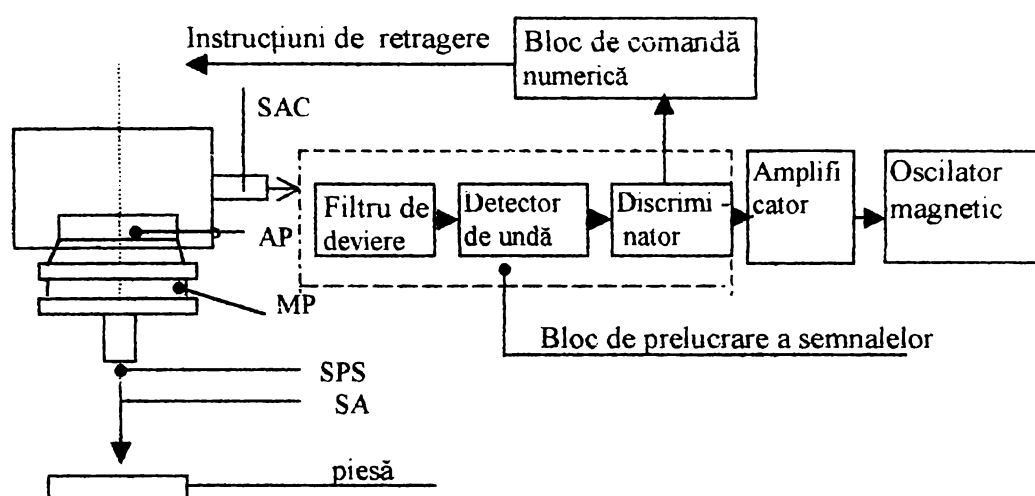 Instrucțiuni de retragere
Bloc de comandă
numerică
SAC
Filtru de
deviere
Detector
de undă
Discrimi -
nator
Amplifi
cator
Oscilator
magnetic
AP
MP
Bloc de prelucrare a semnalelor
SPS
SA
piesă